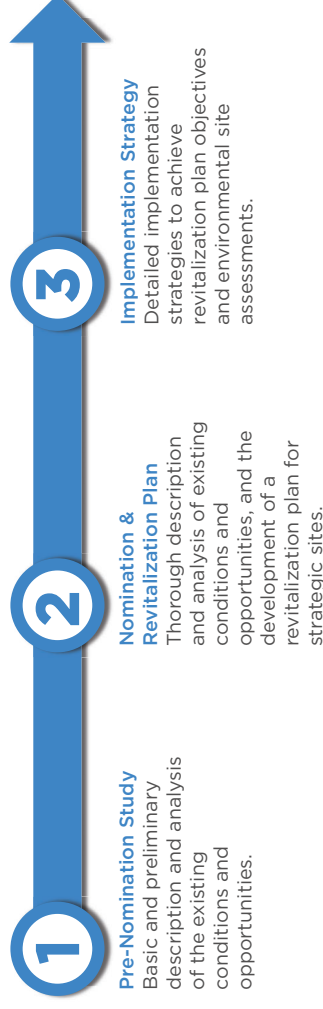 1
Pre-Nomination Study
Basic and preliminary
description and analysis
of the existing
conditions and
opportunities.
2
Nomination &
Revitalization Plan
Thorough description
and analysis of existing
conditions and
opportunities, and the
development of a
revitalization plan for
strategic sites.
3
Implementation Strategy
Detailed implementation
strategies to achieve
revitalization plan objectives
and environmental site
assessments.